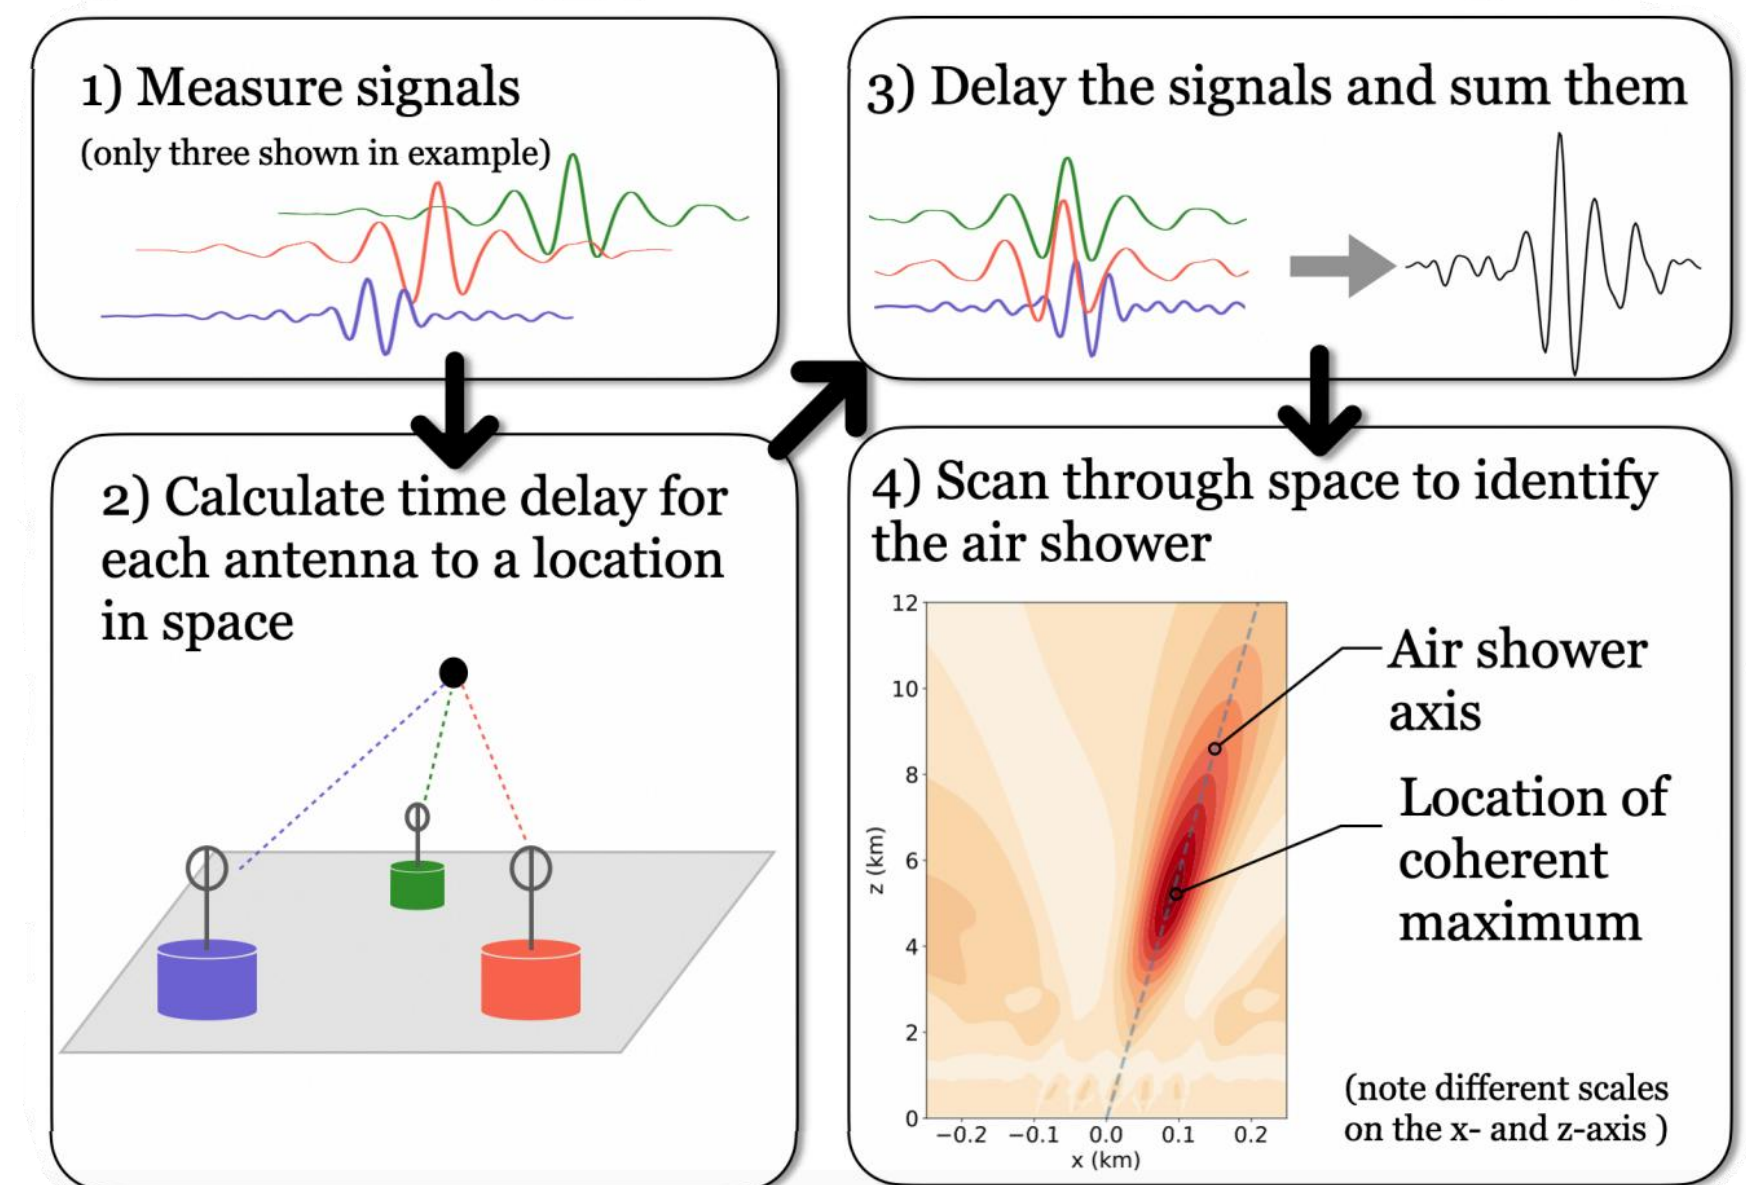 1) Measure signals
(only three shown in example)
2) Calculate time delay for
each antenna to a location
in space
3) Delay the signals and sum them
4) Scan through space to identify
the air shower
12
10
8
6
4
2
0
z (km)
−0.2 −0.1 0.0 0.1 0.2
x (km)
Air shower
axis
Location of
coherent
maximum
(note different scales
on the x- and z-axis )